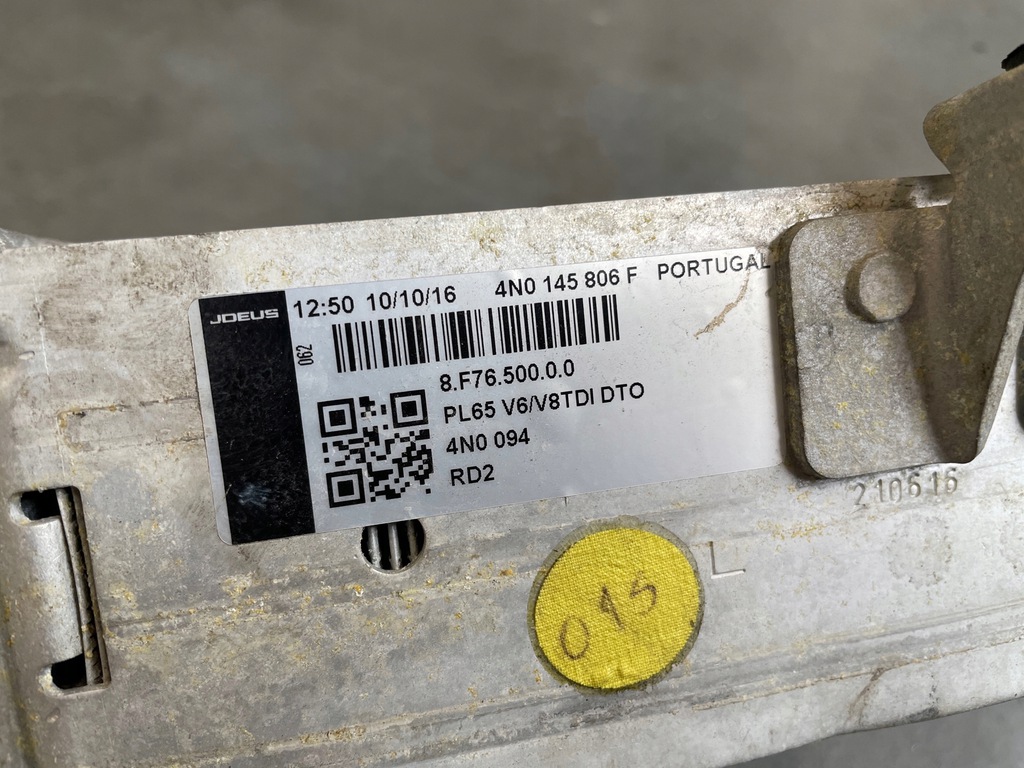 JDEUS
12:50 10/10/16 4N0 145 806 F PORTUGAL
062
8.F76.500.0.0
PL65 V6/V8TDI DTO
4N0 094
RD2
210616
L
015